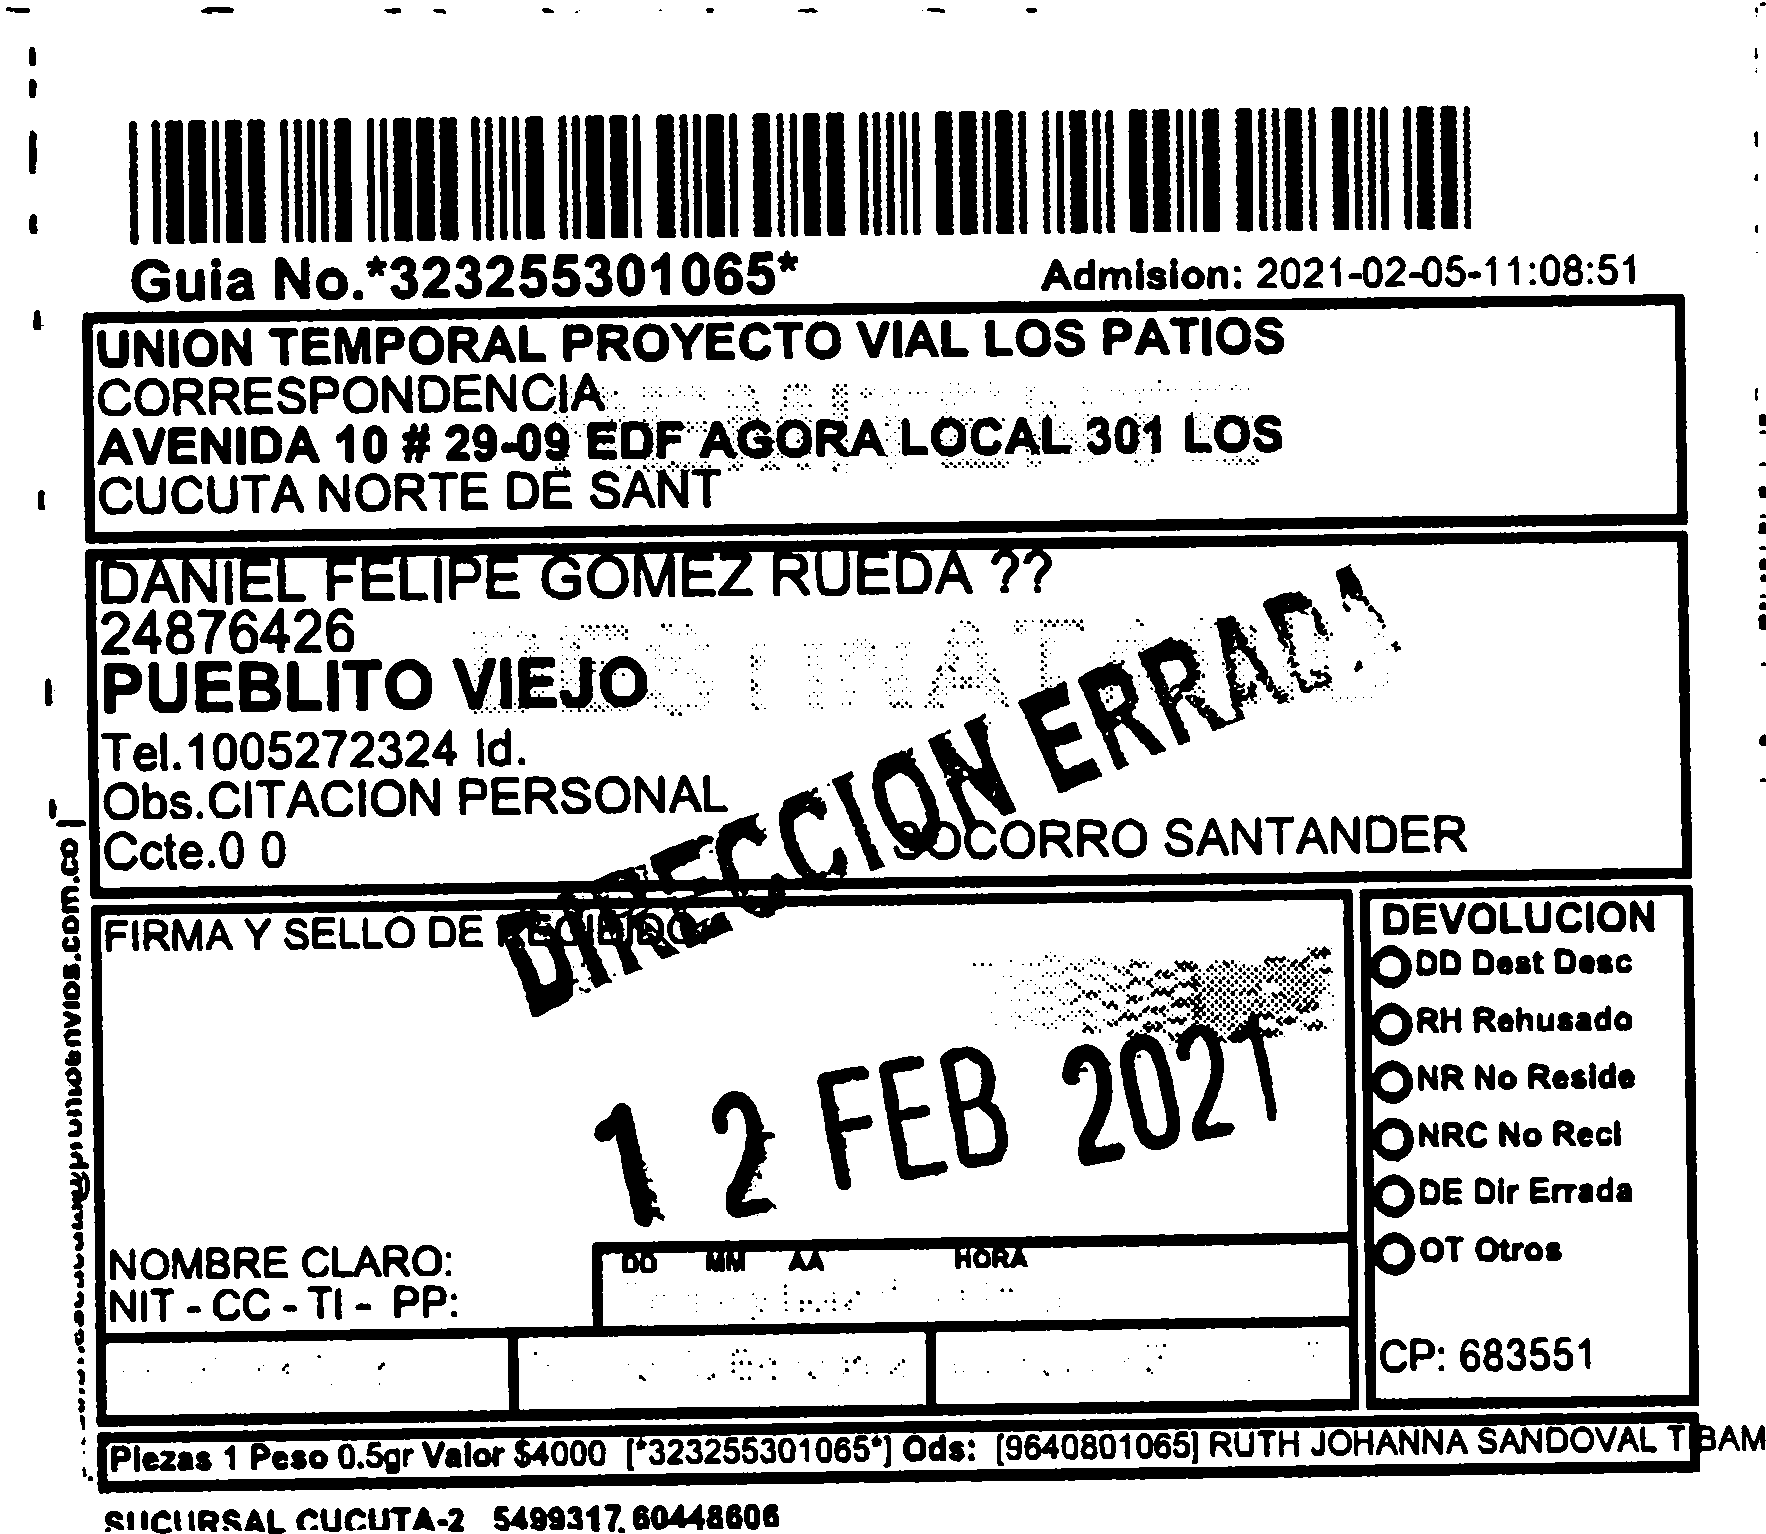 Guia No.*323255301065*
Admision: 2021-02-05-11:08:51
UNION TEMPORAL PROYECTO VIAL LOS PATIOS
CORRESPONDENCIA
AVENIDA 10 # 29-09 EDF AGORA LOCAL 301 LOS
CUCUTA NORTE DE SANT
DANIEL FELIPE GOMEZ RUEDA ??
24876426
PUEBLITO VIEJO
Tel.1005272324 Id.
Obs.CITACION PERSONAL
Ccte.0 0
SOCORRO SANTANDER
DIRECCION ERRADA
FIRMA Y SELLO DE RECIBIDO
12 FEB 2021
NOMBRE CLARO:
NIT - CC - TI - PP:
DD MM AA HORA
DEVOLUCION
DD Dest Desc
RH Rehusado
NR No Reside
NRC No Recl
DE Dir Errada
OT Otros
CP: 683551
Piezas 1 Peso 0.5gr Valor $4000 [*323255301065*] Ods: [9640801065] RUTH JOHANNA SANDOVAL TIBAM
SUCURSAL CUCUTA-2 5499317, 60448606